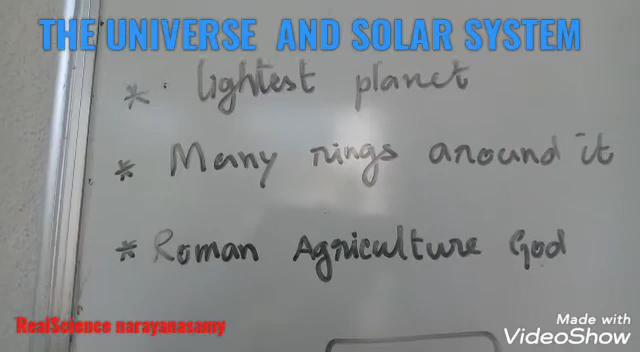 THE UNIVERSE AND SOLAR SYSTEM
* lightest planet
* Many rings around it
* Roman Agriculture God
RealScience narayanasamy
Made with
VideoShow